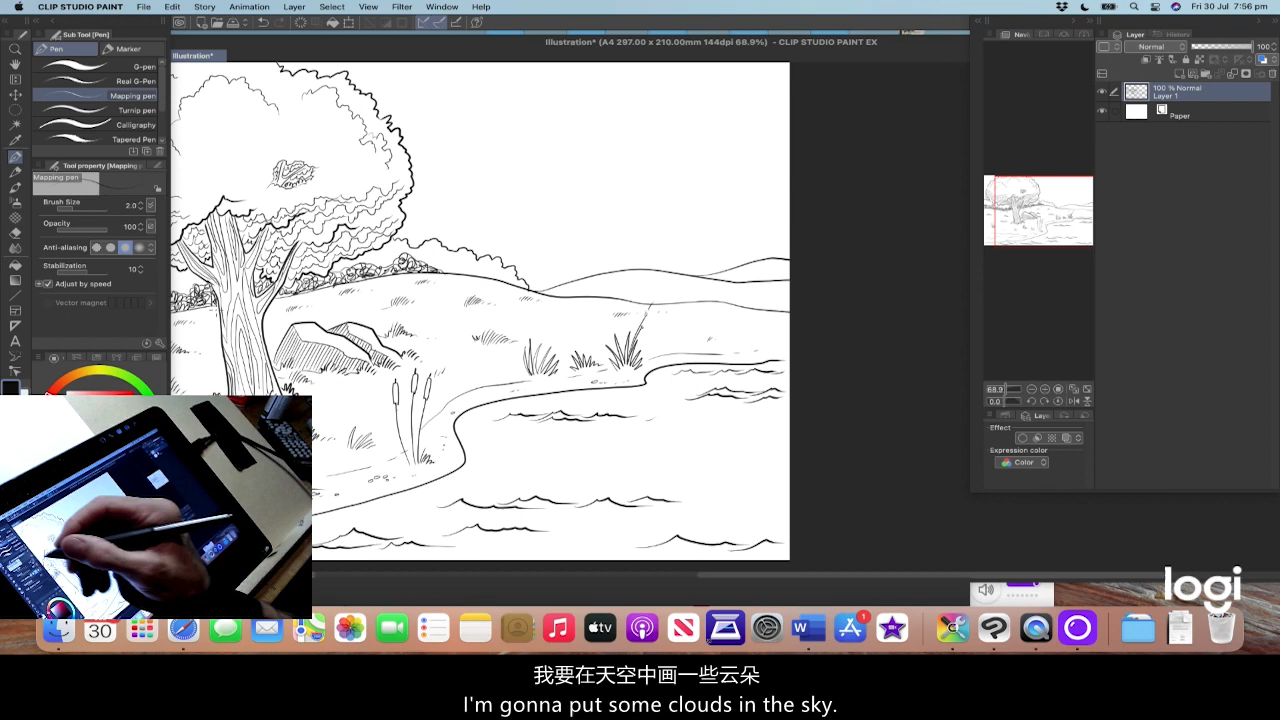 CLIP STUDIO PAINT File Edit Story Animation Layer Select View Filter Window Help
Fri 30 Jul 7:56 pm
Sub Tool [Pen]
Pen Marker
G-pen
Real G-Pen
Mapping pen
Turnip pen
Calligraphy
Tapered Pen
Tool property [Mapping p
Mapping pen
Brush Size 2.0
Opacity 100
Anti-aliasing
Stabilization 10
Adjust by speed
Vector magnet
Illustration* (A4 297.00 x 210.00mm 144dpi 68.9%) - CLIP STUDIO PAINT EX
Illustration*
Layer History
Normal 100
100 % Normal
Layer 1
Paper
68.9
0.0
Effect
Expression color
Color
logi
30
tv
1
我要在天空中画一些云朵
I'm gonna put some clouds in the sky.